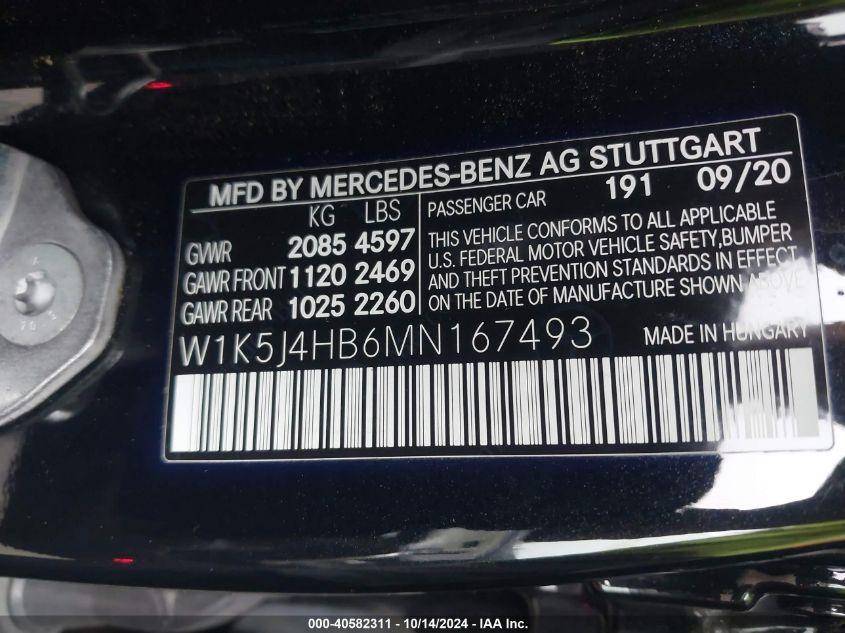 MFD BY MERCEDES-BENZ AG STUTTGART
KG LBS
GVWR 2085 4597
GAWR FRONT 1120 2469
GAWR REAR 1025 2260
PASSENGER CAR 191 09/20
THIS VEHICLE CONFORMS TO ALL APPLICABLE
U.S. FEDERAL MOTOR VEHICLE SAFETY, BUMPER
AND THEFT PREVENTION STANDARDS IN EFFECT
ON THE DATE OF MANUFACTURE SHOWN ABOVE
W1K5J4HB6MN167493
MADE IN HUNGARY
000-40582311 - 10/14/2024 - IAA Inc.